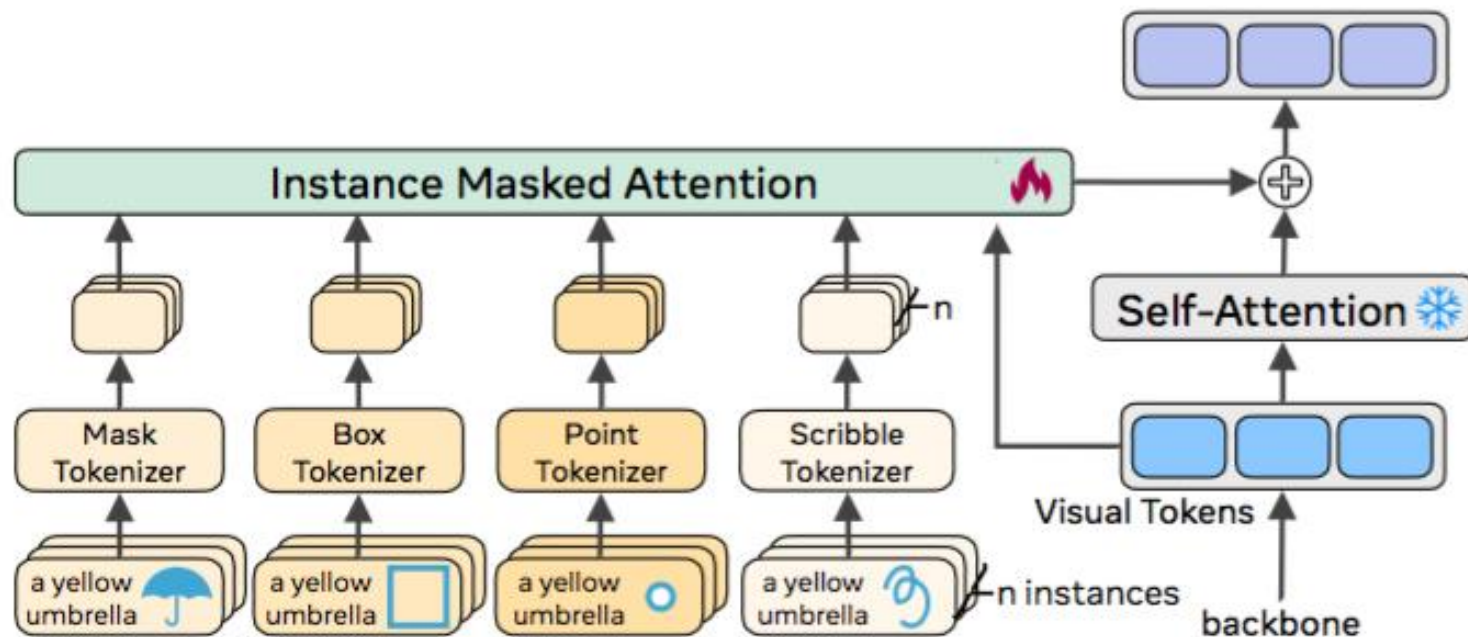 Instance Masked Attention
n
Self-Attention
Mask
Tokenizer
Box
Tokenizer
Point
Tokenizer
Scribble
Tokenizer
Visual Tokens
a yellow
umbrella
a yellow
umbrella
a yellow
umbrella
a yellow
umbrella
n instances
backbone